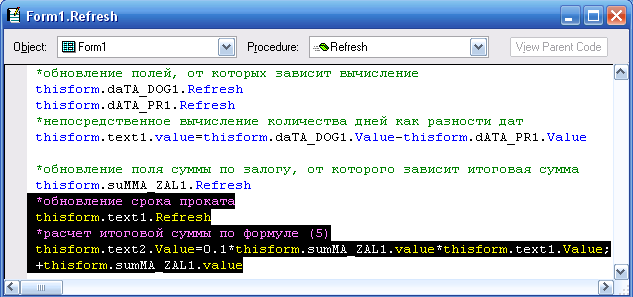 Form1.Refresh
Object: Form1 Procedure: Refresh View Parent Code
*обновление полей, от которых зависит вычисление
thisform.daTA_DOG1.Refresh
thisform.dATA_PR1.Refresh
*непосредственное вычисление количества дней как разности дат
thisform.text1.value=thisform.daTA_DOG1.Value-thisform.dATA_PR1.Value
*обновление поля суммы по залогу, от которого зависит итоговая сумма
thisform.suMMA_ZAL1.Refresh
*обновление срока проката
thisform.text1.Refresh
*расчет итоговой суммы по формуле (5)
thisform.text2.Value=0.1*thisform.sumMA_ZAL1.value*thisform.text1.Value;
+thisform.sumMA_ZAL1.value